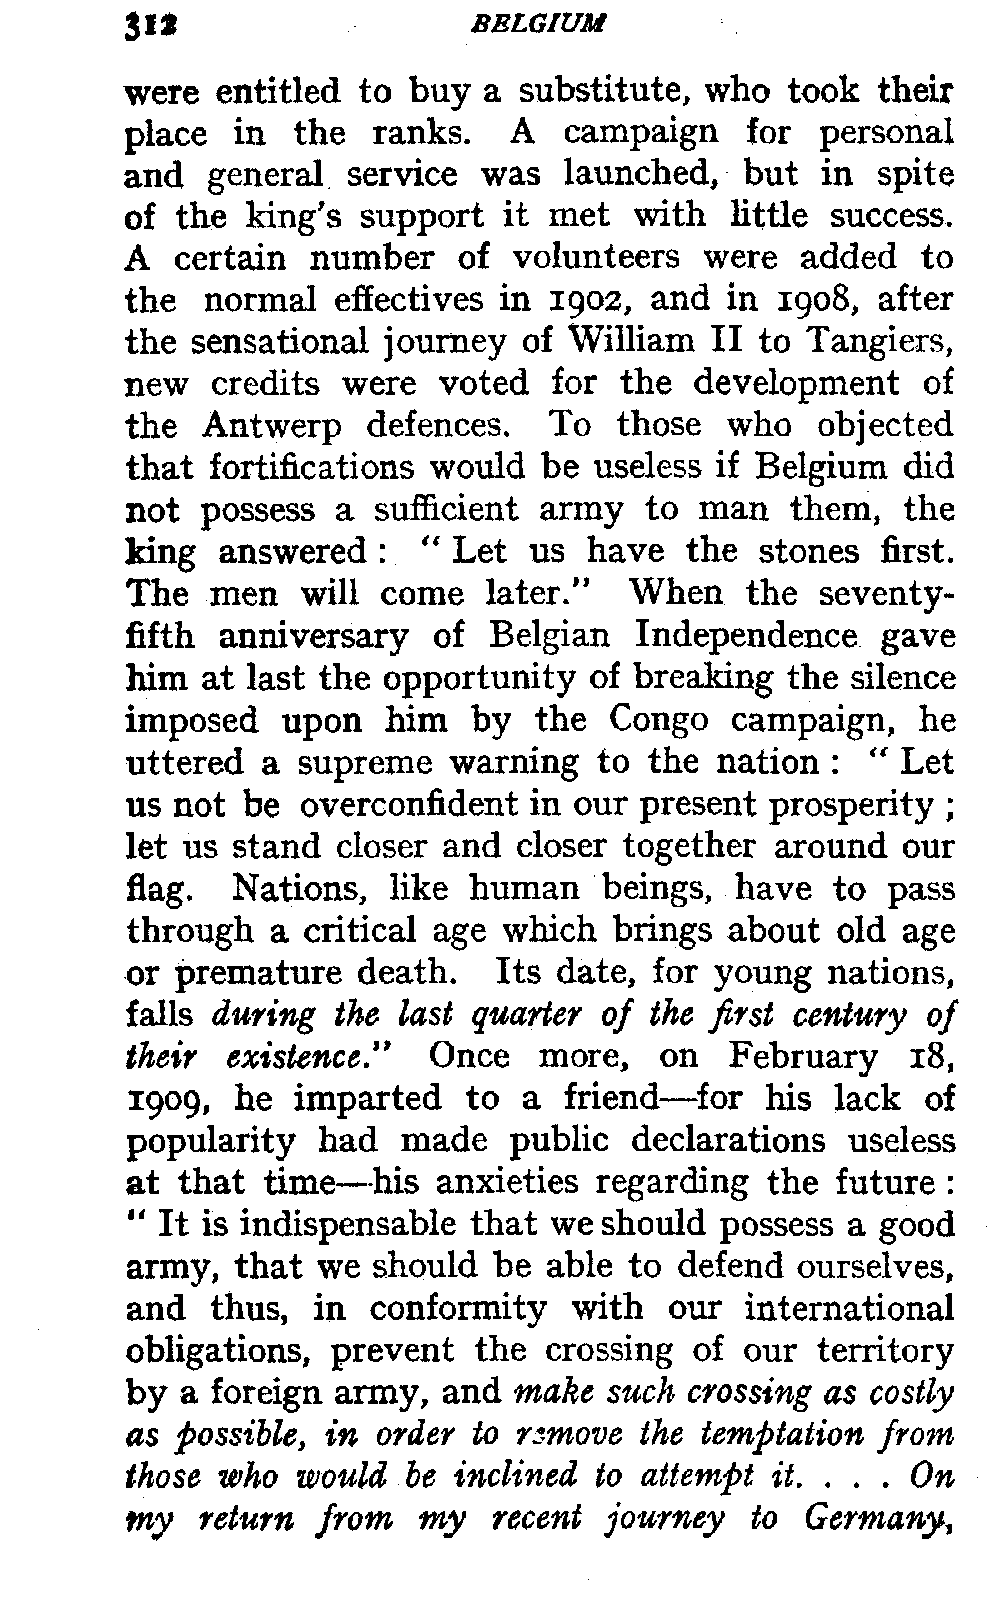 312 BELGIUM
were entitled to buy a substitute, who took their
place in the ranks. A campaign for personal
and general service was launched, but in spite
of the king's support it met with little success.
A certain number of volunteers were added to
the normal effectives in 1902, and in 1908, after
the sensational journey of William II to Tangiers,
new credits were voted for the development of
the Antwerp defences. To those who objected
that fortifications would be useless if Belgium did
not possess a sufficient army to man them, the
king answered : “ Let us have the stones first.
The men will come later.” When the seventy-
fifth anniversary of Belgian Independence gave
him at last the opportunity of breaking the silence
imposed upon him by the Congo campaign, he
uttered a supreme warning to the nation : “ Let
us not be overconfident in our present prosperity ;
let us stand closer and closer together around our
flag. Nations, like human beings, have to pass
through a critical age which brings about old age
or premature death. Its date, for young nations,
falls during the last quarter of the first century of
their existence.” Once more, on February 18,
1909, he imparted to a friend—for his lack of
popularity had made public declarations useless
at that time—his anxieties regarding the future :
“ It is indispensable that we should possess a good
army, that we should be able to defend ourselves,
and thus, in conformity with our international
obligations, prevent the crossing of our territory
by a foreign army, and make such crossing as costly
as possible, in order to remove the temptation from
those who would be inclined to attempt it. . . . On
my return from my recent journey to Germany,